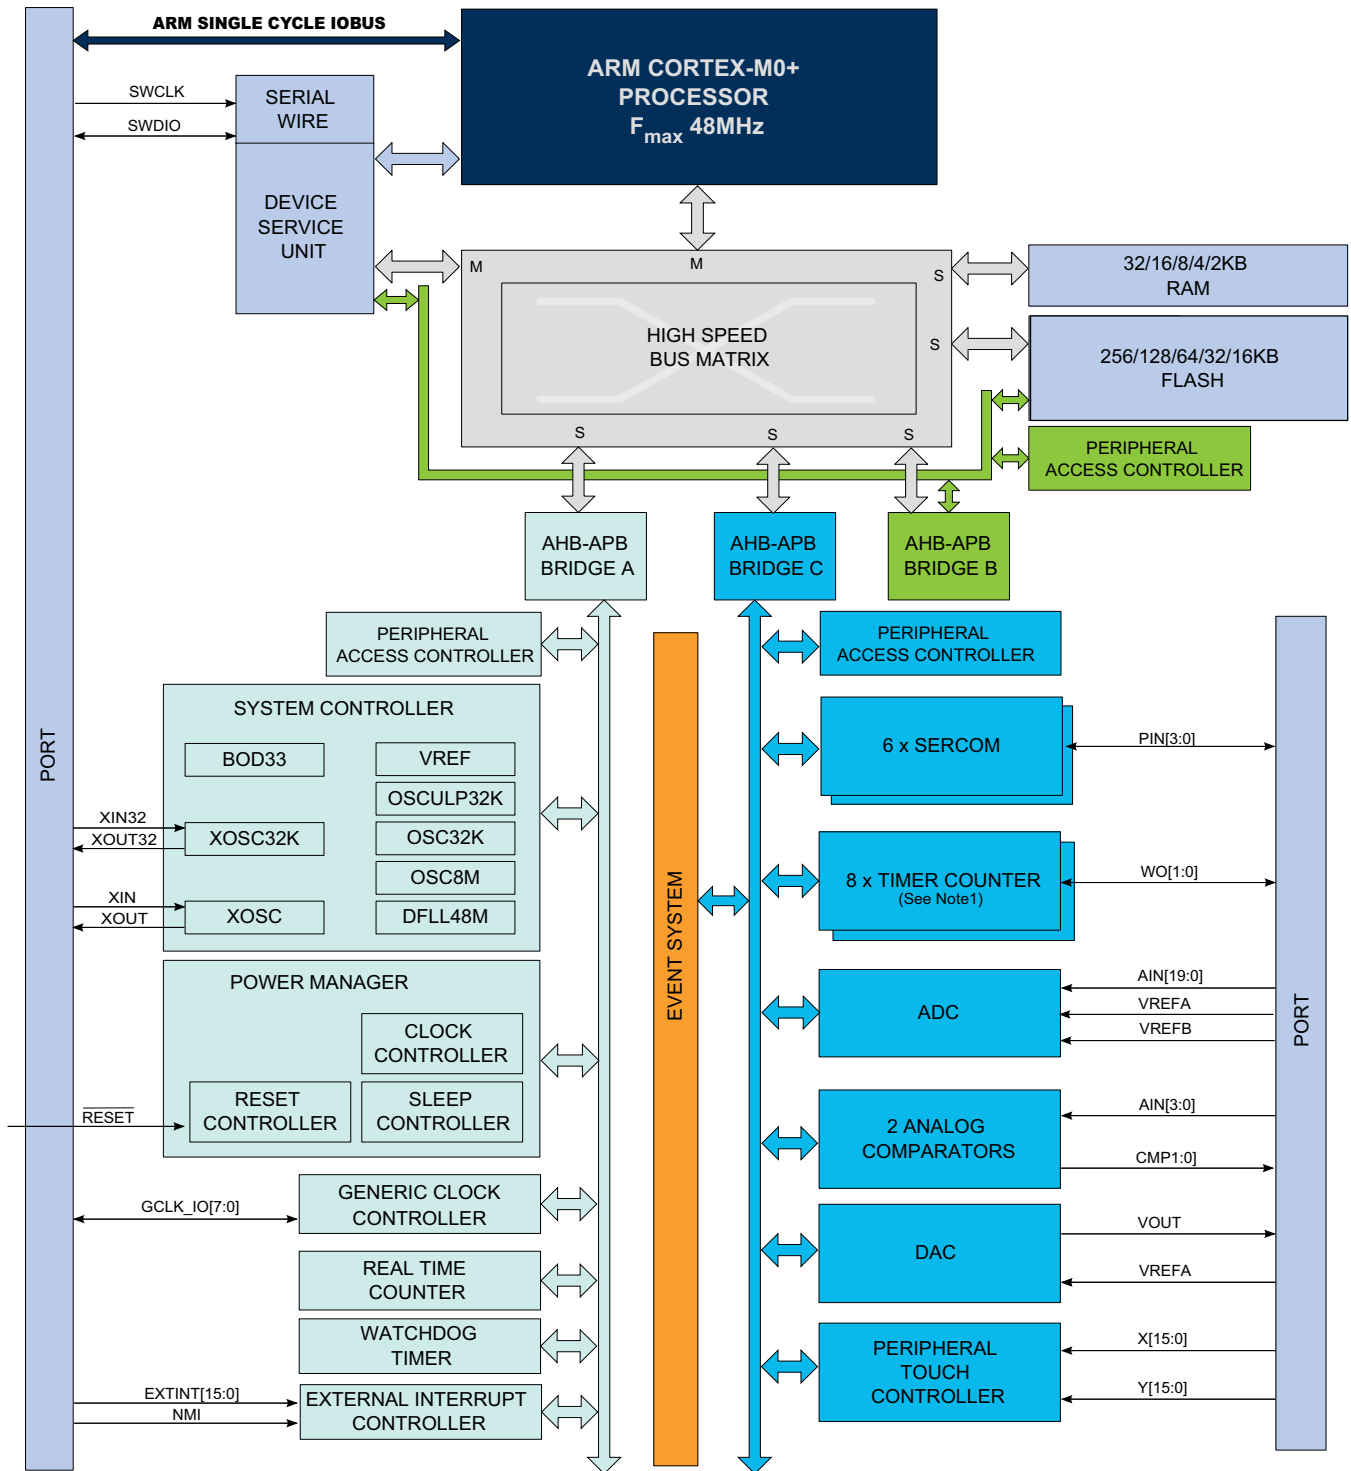 ARM SINGLE CYCLE IOBUS
ARM CORTEX-M0+
PROCESSOR
Fmax 48MHz
SWCLK
SWDIO
SERIAL
WIRE
DEVICE
SERVICE
UNIT
M
M
S
32/16/8/4/2KB
RAM
HIGH SPEED
BUS MATRIX
S
256/128/64/32/16KB
FLASH
S
S
S
PERIPHERAL
ACCESS CONTROLLER
AHB-APB
BRIDGE A
AHB-APB
BRIDGE C
AHB-APB
BRIDGE B
PERIPHERAL
ACCESS CONTROLLER
PERIPHERAL
ACCESS CONTROLLER
PORT
SYSTEM CONTROLLER
BOD33
VREF
OSCULP32K
XIN32
XOUT32
XOSC32K
OSC32K
OSC8M
XIN
XOUT
XOSC
DFLL48M
EVENT SYSTEM
6 x SERCOM
PIN[3:0]
8 x TIMER COUNTER
(See Note1)
WO[1:0]
POWER MANAGER
CLOCK
CONTROLLER
RESET
RESET
CONTROLLER
SLEEP
CONTROLLER
ADC
AIN[19:0]
VREFA
VREFB
PORT
2 ANALOG
COMPARATORS
AIN[3:0]
CMP1:0]
GCLK_IO[7:0]
GENERIC CLOCK
CONTROLLER
DAC
VOUT
VREFA
REAL TIME
COUNTER
WATCHDOG
TIMER
PERIPHERAL
TOUCH
CONTROLLER
X[15:0]
Y[15:0]
EXTINT[15:0]
NMI
EXTERNAL INTERRUPT
CONTROLLER